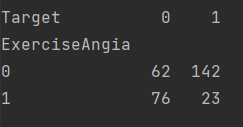 Target 0 1
ExerciseAngia
0 62 142
1 76 23